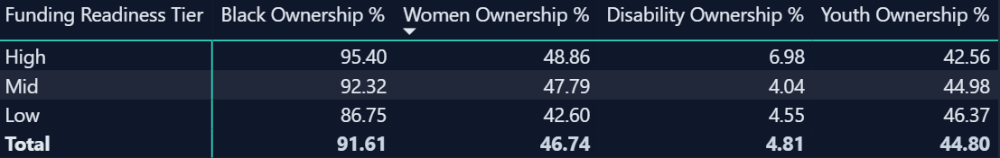 Funding Readiness Tier Black Ownership % Women Ownership % Disability Ownership % Youth Ownership %
High 95.40 48.86 6.98 42.56
Mid 92.32 47.79 4.04 44.98
Low 86.75 42.60 4.55 46.37
Total 91.61 46.74 4.81 44.80